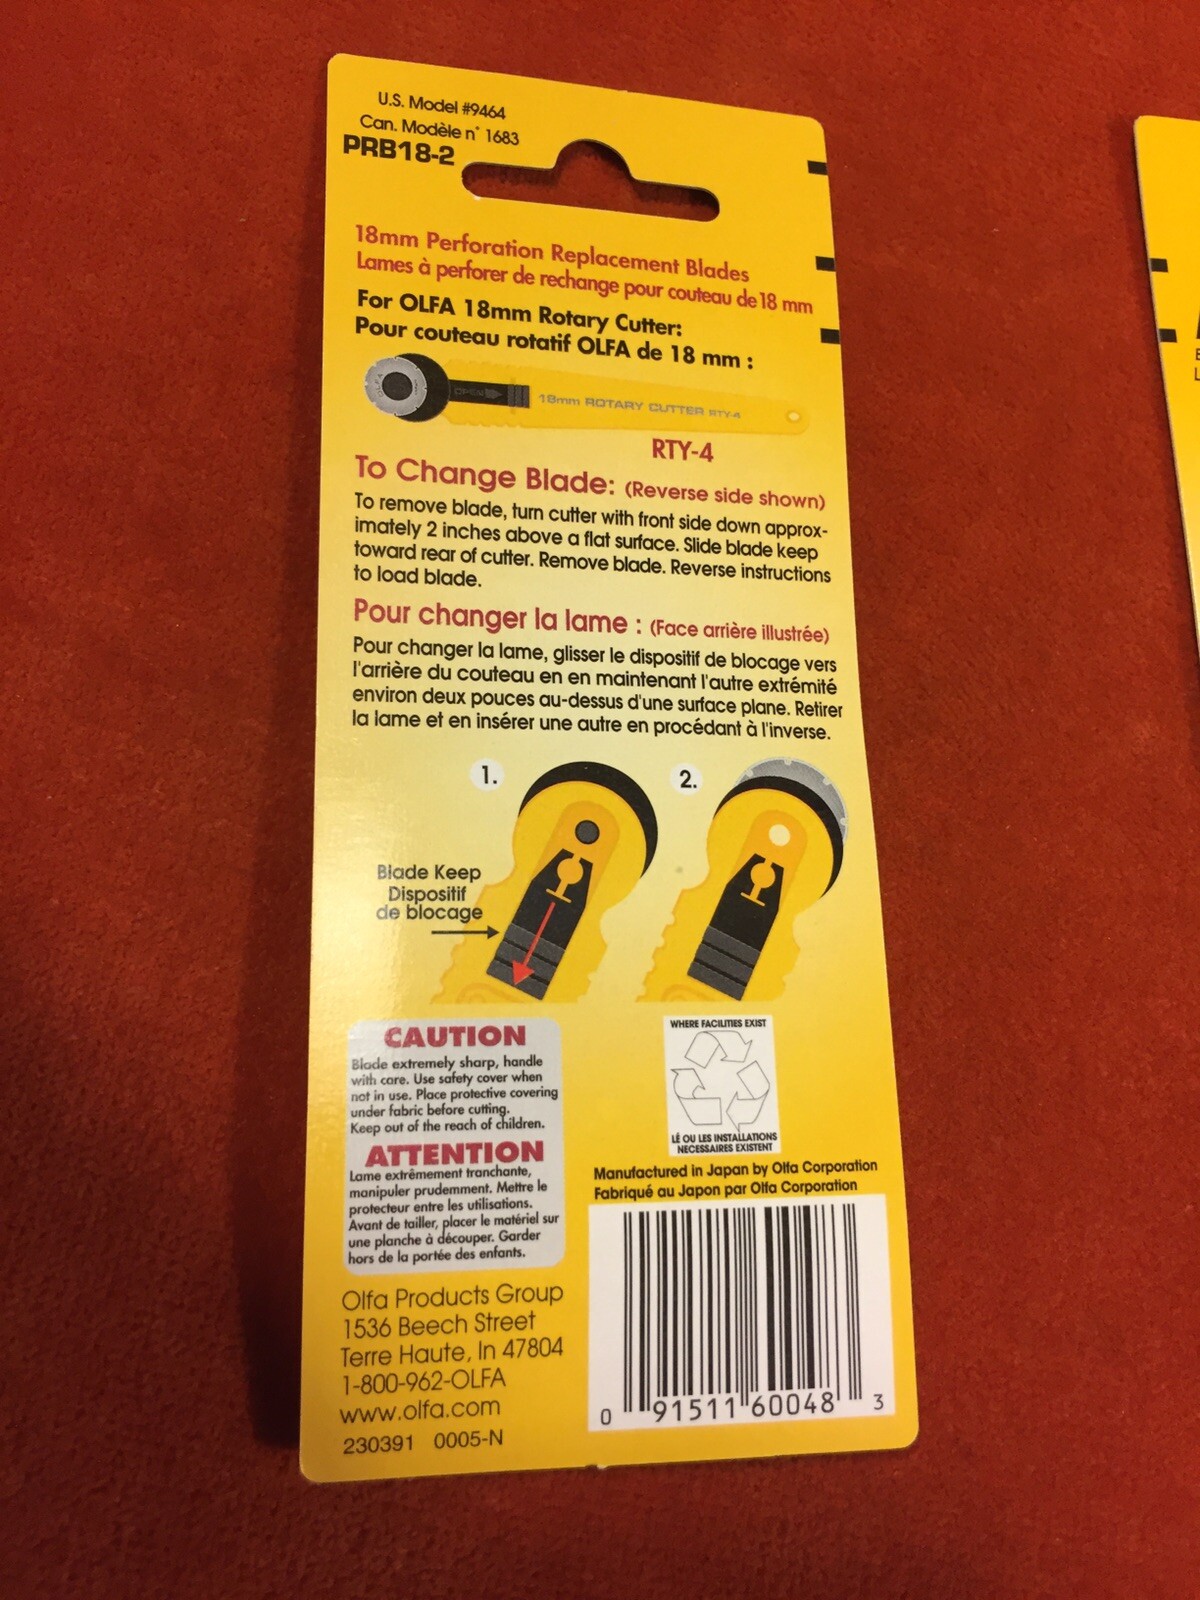 U.S. Model #9464
Can. Modèle n° 1683
PRB18-2
18mm Perforation Replacement Blades
Lames à perforer de rechange pour couteau de 18 mm
For OLFA 18mm Rotary Cutter:
Pour couteau rotatif OLFA de 18 mm :
OLFA
OPEN
18mm ROTARY CUTTER RTY-4
RTY-4
To Change Blade: (Reverse side shown)
To remove blade, turn cutter with front side down approx-
imately 2 inches above a flat surface. Slide blade keep
toward rear of cutter. Remove blade. Reverse instructions
to load blade.
Pour changer la lame : (Face arrière illustrée)
Pour changer la lame, glisser le dispositif de blocage vers
l'arrière du couteau en en maintenant l'autre extrémité
environ deux pouces au-dessus d'une surface plane. Retirer
la lame et en insérer une autre en procédant à l'inverse.
1.
2.
Blade Keep
Dispositif
de blocage
CAUTION
Blade extremely sharp, handle
with care. Use safety cover when
not in use. Place protective covering
under fabric before cutting.
Keep out of the reach of children.
ATTENTION
Lame extrêmement tranchante,
manipuler prudemment. Mettre le
protecteur entre les utilisations.
Avant de tailler, placer le matériel sur
une planche à découper. Garder
hors de la portée des enfants.
WHERE FACILITIES EXIST
LÉ OU LES INSTALLATIONS
NECESSAIRES EXISTENT
Manufactured in Japan by Olfa Corporation
Fabriqué au Japon par Olfa Corporation
Olfa Products Group
1536 Beech Street
Terre Haute, In 47804
1-800-962-OLFA
www.olfa.com
230391 0005-N
0 91511 60048 3